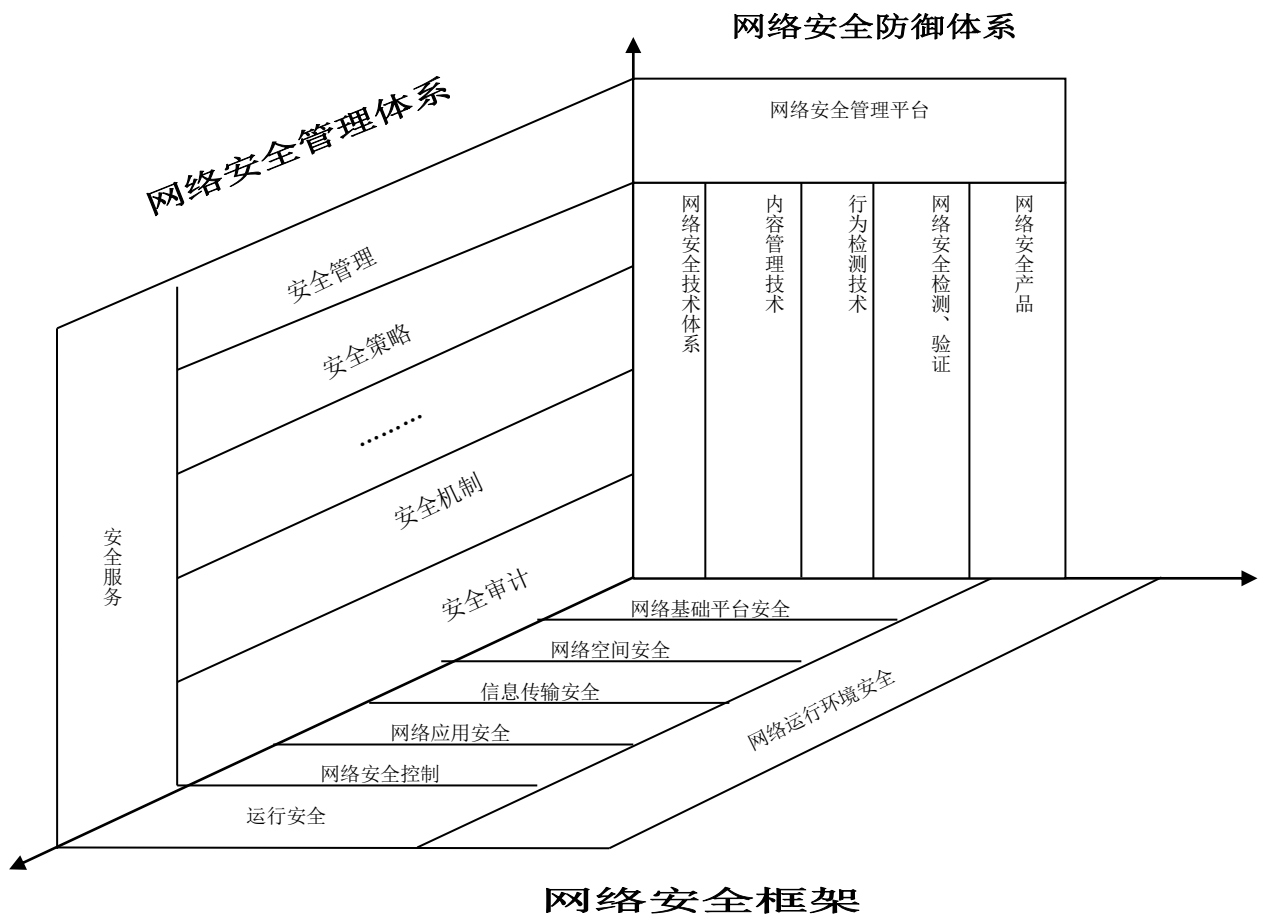 网络安全防御体系
网络安全管理体系
网络安全管理平台
网络安全技术体系
内容管理技术
行为检测技术
网络安全检测、验证
网络安全产品
安全管理
安全策略
………
安全机制
安全审计
安全服务
网络基础平台安全
网络空间安全
信息传输安全
网络应用安全
网络安全控制
运行安全
网络运行环境安全
网络安全框架